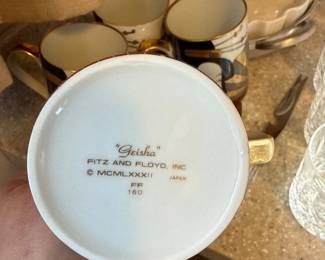 "Geisha"
FITZ AND FLOYD, INC.
© MCMLXXXII
JAPAN
FF
160